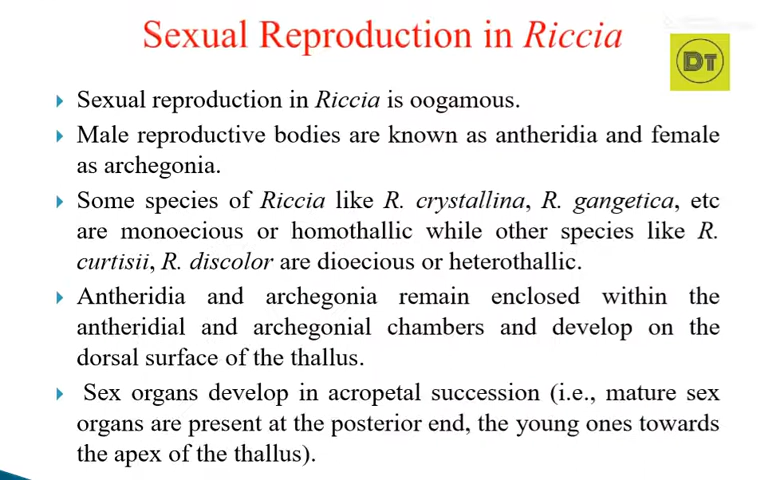 Sexual Reproduction in Riccia
DT
Sexual reproduction in Riccia is oogamous.
Male reproductive bodies are known as antheridia and female
as archegonia.
Some species of Riccia like R. crystallina, R. gangetica, etc
are monoecious or homothallic while other species like R.
curtisii, R. discolor are dioecious or heterothallic.
Antheridia and archegonia remain enclosed within the
antheridial and archegonial chambers and develop on the
dorsal surface of the thallus.
Sex organs develop in acropetal succession (i.e., mature sex
organs are present at the posterior end, the young ones towards
the apex of the thallus).